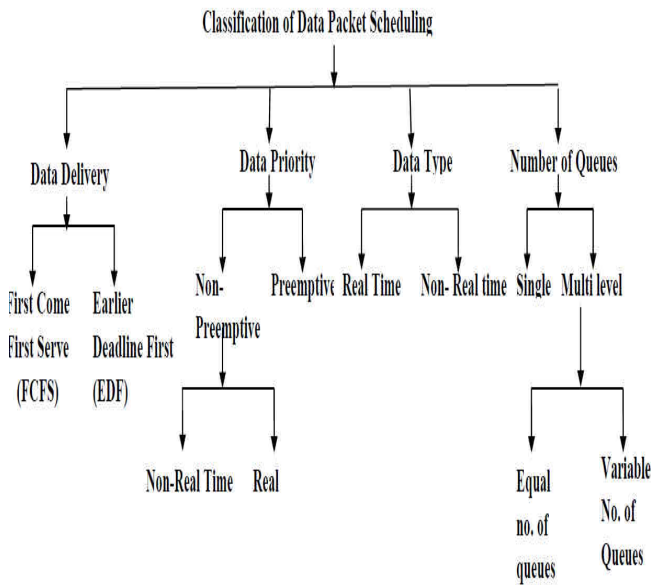 Classification of Data Packet Scheduling
Data Delivery
Data Priority
Data Type
Number of Queues
First Come
First Serve
(FCFS)
Earlier
Deadline First
(EDF)
Non-
Preemptive
Preemptive
Real Time
Non- Real time
Single
Multi level
Non-Real Time
Real
Equal
no. of
queues
Variable
No. of
Queues